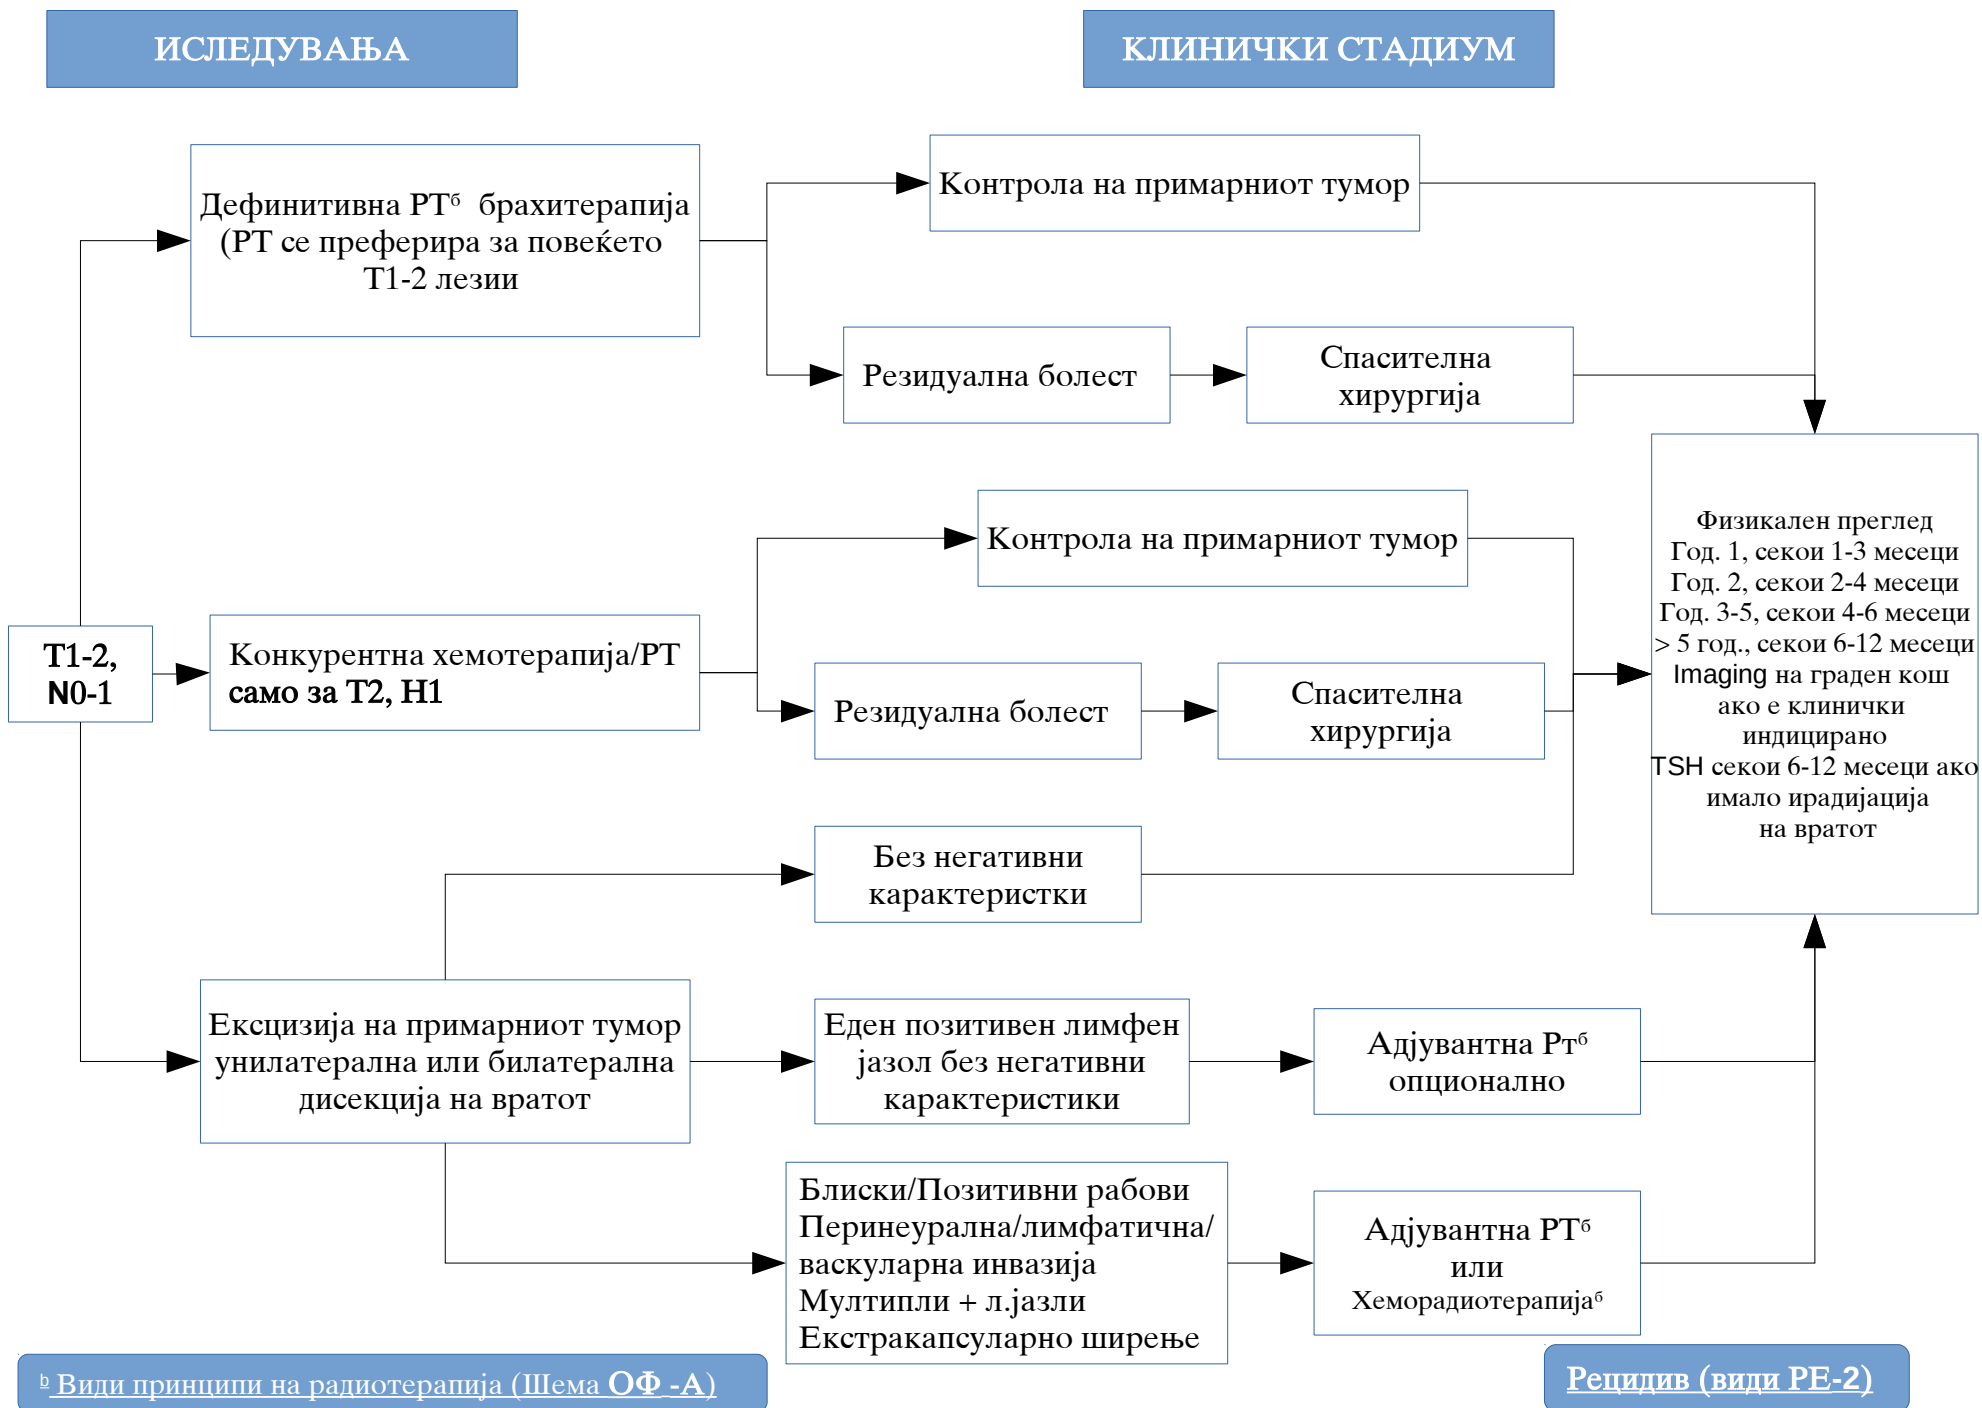 ИСЛЕДУВАЊА
КЛИНИЧКИ СТАДИУМ
Дефинитивна РТᵟ брахитерапија
(РТ се преферира за повеќето
Т1-2 лезии
Контрола на примарниот тумор
Резидуална болест
Спасителна
хирургија
Т1-2,
N0-1
Конкурентна хемотерапија/РТ
само за Т2, Н1
Контрола на примарниот тумор
Резидуална болест
Спасителна
хирургија
Физикален преглед
Год. 1, секои 1-3 месеци
Год. 2, секои 2-4 месеци
Год. 3-5, секои 4-6 месеци
> 5 год., секои 6-12 месеци
Imaging на граден кош
ако е клинички
индицирано
TSH секои 6-12 месеци ако
имало ирадијација
на вратот
Без негативни
карактеристки
Ексцизија на примарниот тумор
унилатерална или билатерална
дисекција на вратот
Еден позитивен лимфен
јазол без негативни
карактеристики
Адјувантна Ртᵟ
опционално
Блиски/Позитивни рабови
Перинеурална/лимфатична/
васкуларна инвазија
Мултипли + л.јазли
Екстракапсуларно ширење
Адјувантна РТᵟ
или
Хеморадиотерапијаᵟ
ᵇ Види принципи на радиотерапија (Шема ОФ -А)
Рецидив (види РЕ-2)